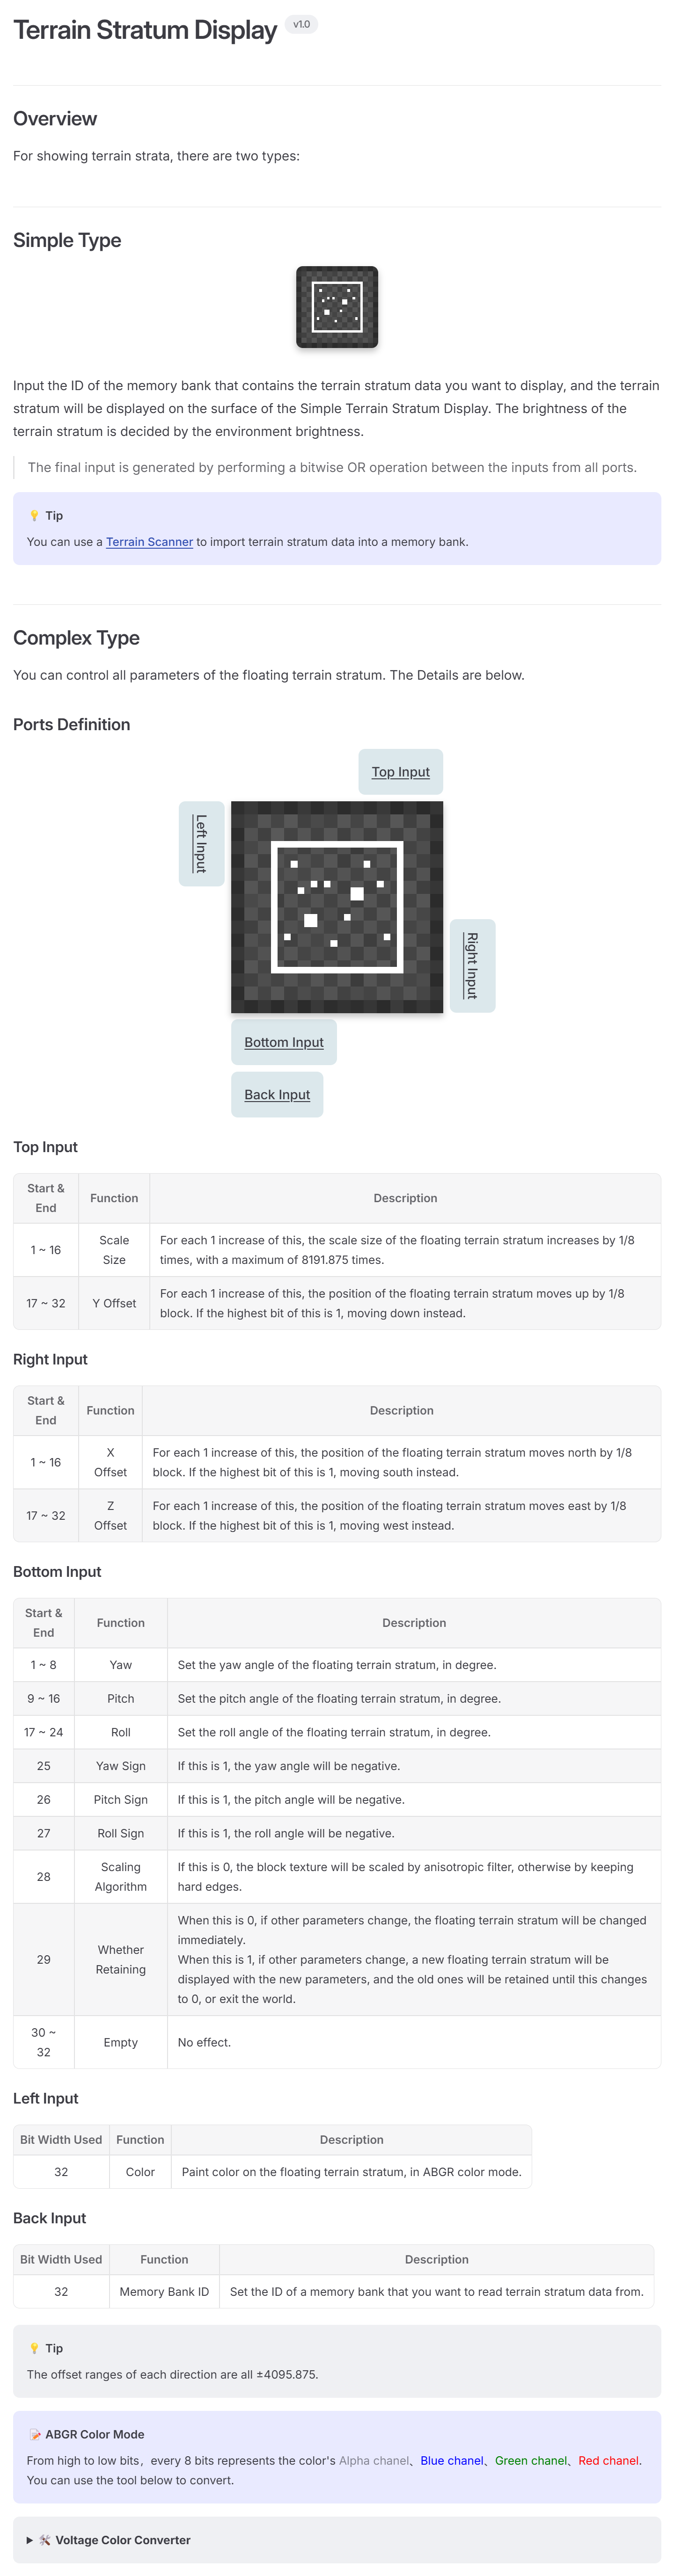 Terrain Stratum Display v1.0
Overview
For showing terrain strata, there are two types:
Simple Type
Input the ID of the memory bank that contains the terrain stratum data you want to display, and the terrain
stratum will be displayed on the surface of the Simple Terrain Stratum Display. The brightness of the
terrain stratum is decided by the environment brightness.
The final input is generated by performing a bitwise OR operation between the inputs from all ports.
💡 Tip
You can use a Terrain Scanner to import terrain stratum data into a memory bank.
Complex Type
You can control all parameters of the floating terrain stratum. The Details are below.
Ports Definition
Top Input
Left Input
Right Input
Bottom Input
Back Input
Top Input
Start &
End
Function
Description
1 ~ 16
Scale
Size
For each 1 increase of this, the scale size of the floating terrain stratum increases by 1/8
times, with a maximum of 8191.875 times.
17 ~ 32
Y Offset
For each 1 increase of this, the position of the floating terrain stratum moves up by 1/8
block. If the highest bit of this is 1, moving down instead.
Right Input
Start &
End
Function
Description
1 ~ 16
X
Offset
For each 1 increase of this, the position of the floating terrain stratum moves north by 1/8
block. If the highest bit of this is 1, moving south instead.
17 ~ 32
Z
Offset
For each 1 increase of this, the position of the floating terrain stratum moves east by 1/8
block. If the highest bit of this is 1, moving west instead.
Bottom Input
Start &
End
Function
Description
1 ~ 8
Yaw
Set the yaw angle of the floating terrain stratum, in degree.
9 ~ 16
Pitch
Set the pitch angle of the floating terrain stratum, in degree.
17 ~ 24
Roll
Set the roll angle of the floating terrain stratum, in degree.
25
Yaw Sign
If this is 1, the yaw angle will be negative.
26
Pitch Sign
If this is 1, the pitch angle will be negative.
27
Roll Sign
If this is 1, the roll angle will be negative.
28
Scaling
Algorithm
If this is 0, the block texture will be scaled by anisotropic filter, otherwise by keeping
hard edges.
29
Whether
Retaining
When this is 0, if other parameters change, the floating terrain stratum will be changed
immediately.
When this is 1, if other parameters change, a new floating terrain stratum will be
displayed with the new parameters, and the old ones will be retained until this changes
to 0, or exit the world.
30 ~
32
Empty
No effect.
Left Input
Bit Width Used
Function
Description
32
Color
Paint color on the floating terrain stratum, in ABGR color mode.
Back Input
Bit Width Used
Function
Description
32
Memory Bank ID
Set the ID of a memory bank that you want to read terrain stratum data from.
💡 Tip
The offset ranges of each direction are all ±4095.875.
📝 ABGR Color Mode
From high to low bits，every 8 bits represents the color's Alpha chanel、Blue chanel、Green chanel、Red chanel.
You can use the tool below to convert.
▶ 🛠️ Voltage Color Converter